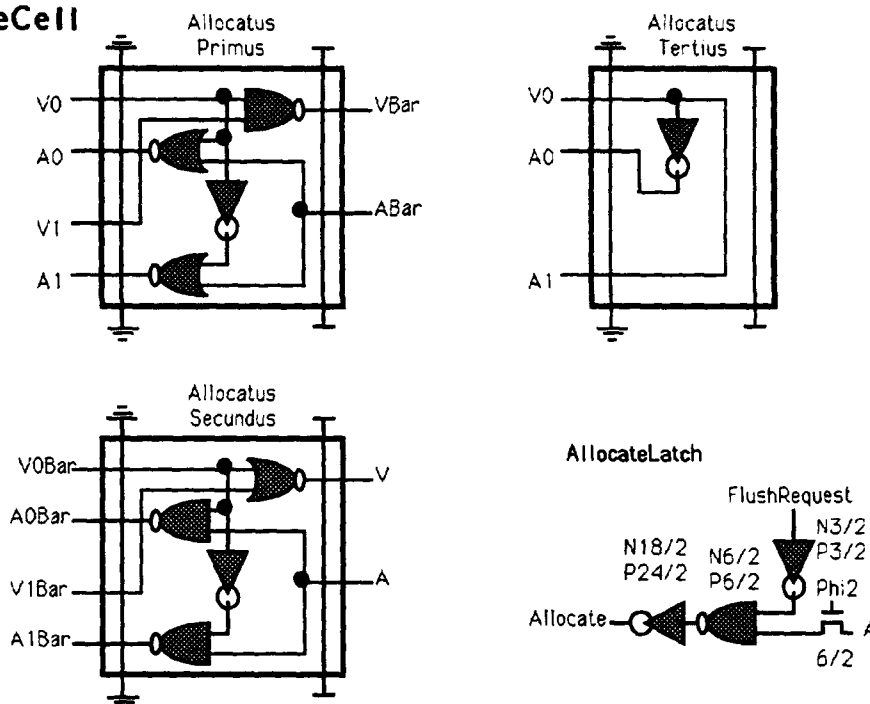 eCell
Allocatus
Primus
V0
A0
V1
A1
VBar
ABar
Allocatus
Tertius
V0
A0
A1
Allocatus
Secundus
V0Bar
A0Bar
V1Bar
A1Bar
V
A
AllocateLatch
FlushRequest
N3/2
P3/2
N18/2
P24/2
N6/2
P6/2
Phi2
Allocate
A
6/2